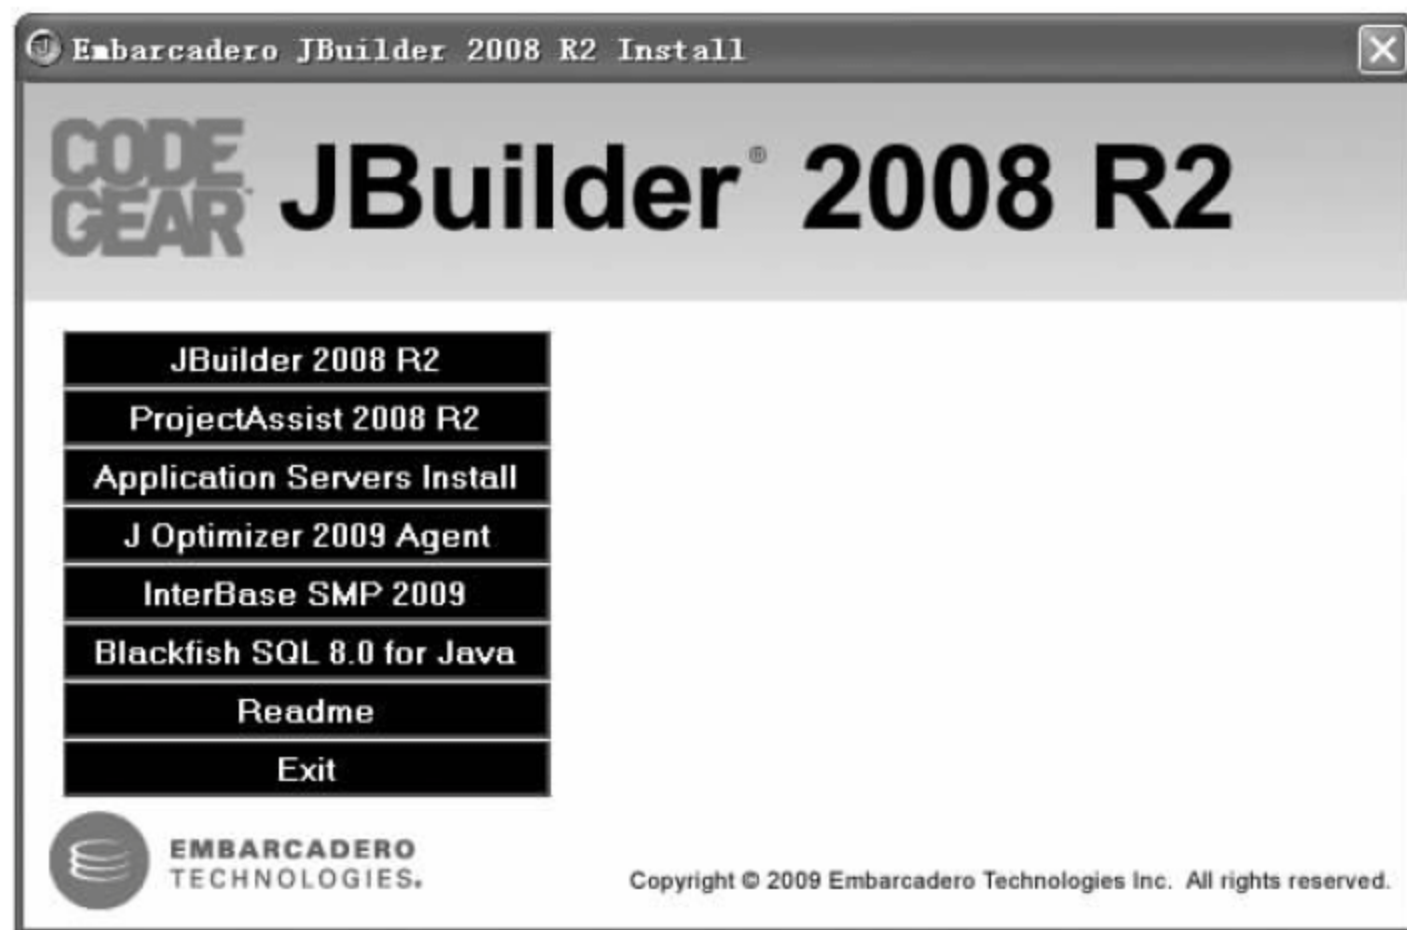 Embarcadero JBuilder 2008 R2 Install
CODE
GEAR
JBuilder® 2008 R2
JBuilder 2008 R2
ProjectAssist 2008 R2
Application Servers Install
J Optimizer 2009 Agent
InterBase SMP 2009
Blackfish SQL 8.0 for Java
Readme
Exit
EMBARCADERO
TECHNOLOGIES.
Copyright © 2009 Embarcadero Technologies Inc. All rights reserved.